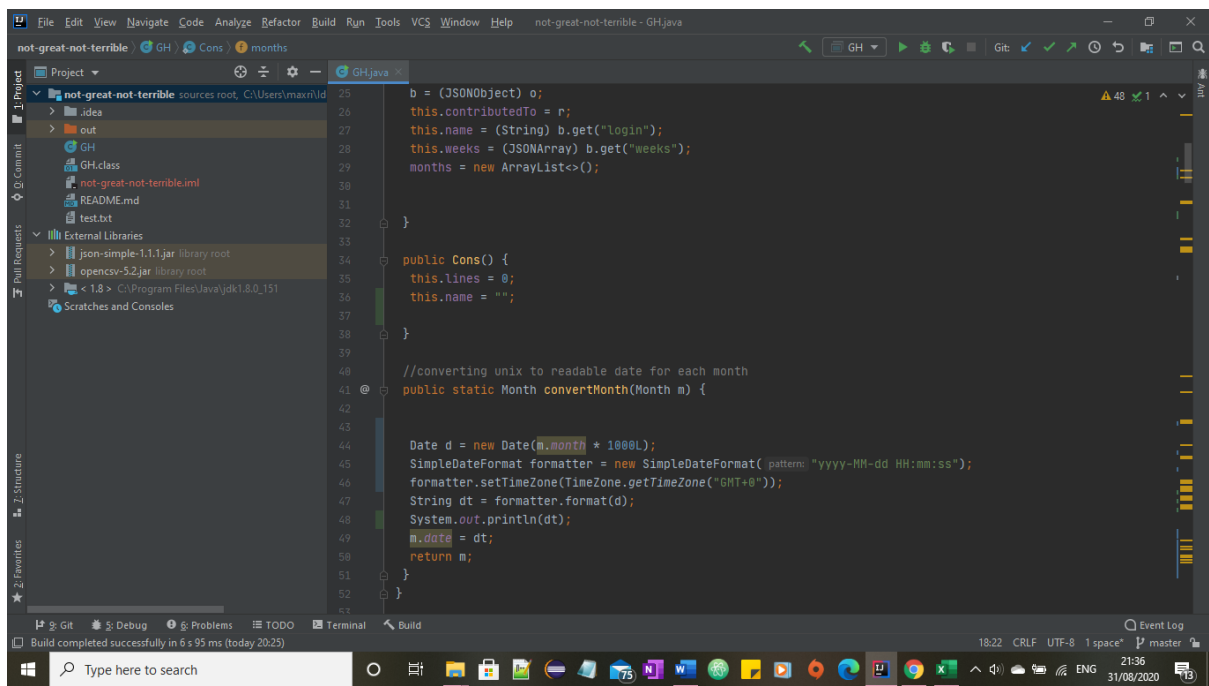 File Edit View Navigate Code Analyze Refactor Build Run Tools VCS Window Help not-great-not-terrible - GH.java
not-great-not-terrible GH Cons months GH Git:
Project GH.java
1: Project
0: Commit
Pull Requests
7: Structure
2: Favorites
Ant
not-great-not-terrible sources root, C:\Users\maxri\Id
.idea
out
GH
GH.class
not-great-not-terrible.iml
README.md
test.txt
External Libraries
json-simple-1.1.1.jar library root
opencsv-5.2.jar library root
< 1.8 > C:\Program Files\Java\jdk1.8.0_151
Scratches and Consoles
48 1
25 b = (JSONObject) o;
26 this.contributedTo = r;
27 this.name = (String) b.get("login");
28 this.weeks = (JSONArray) b.get("weeks");
29 months = new ArrayList<>();
30
31
32 }
33
34 public Cons() {
35 this.lines = 0;
36 this.name = "";
37
38 }
39
40 //converting unix to readable date for each month
41 @ public static Month convertMonth(Month m) {
42
43
44 Date d = new Date(m.month * 1000L);
45 SimpleDateFormat formatter = new SimpleDateFormat( pattern: "yyyy-MM-dd HH:mm:ss");
46 formatter.setTimeZone(TimeZone.getTimeZone("GMT+0"));
47 String dt = formatter.format(d);
48 System.out.println(dt);
49 m.date = dt;
50 return m;
51 }
52 }
53
9: Git 5: Debug 6: Problems TODO Terminal Build Event Log
Build completed successfully in 6 s 95 ms (today 20:25) 18:22 CRLF UTF-8 1 space* master
Type here to search 75 ENG 21:36
31/08/2020 13